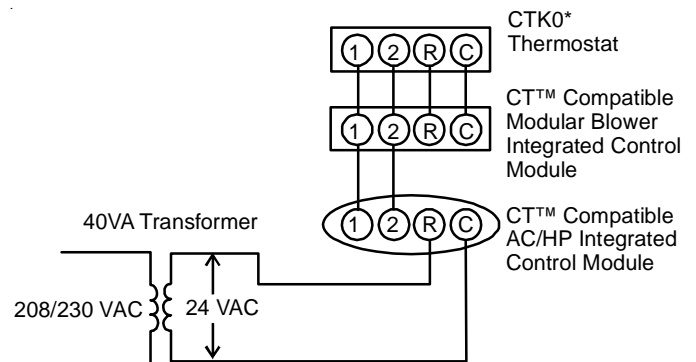 CTK0*
Thermostat
1 2 R C
CT™ Compatible
Modular Blower
Integrated Control
Module
1 2 R C
CT™ Compatible
AC/HP Integrated
Control Module
1 2 R C
40VA Transformer
208/230 VAC
24 VAC